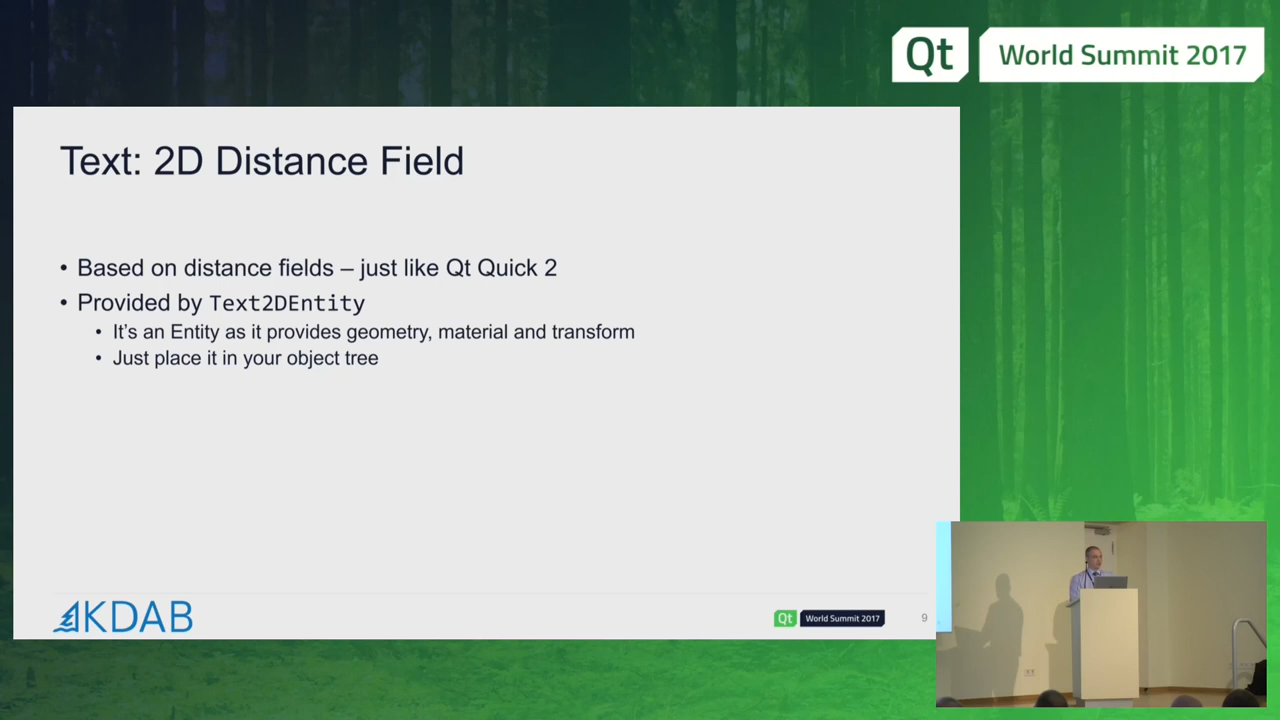 Qt World Summit 2017
Text: 2D Distance Field
• Based on distance fields – just like Qt Quick 2
• Provided by Text2DEntity
• It's an Entity as it provides geometry, material and transform
• Just place it in your object tree
KDAB
Qt World Summit 2017
9